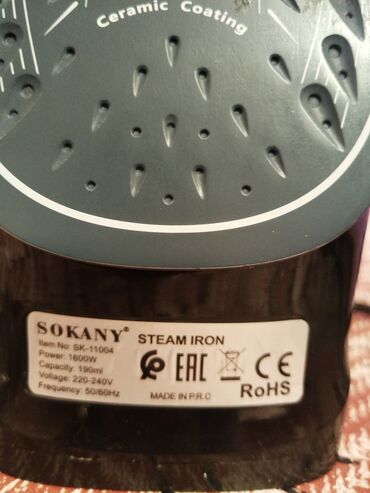 Ceramic Coating
SOKANY® STEAM IRON
Item No: SK-11004
Power: 1600W
Capacity: 190ml
Voltage: 220-240V
Frequency: 50/60Hz
EAC CE
RoHS
MADE IN P.R.C